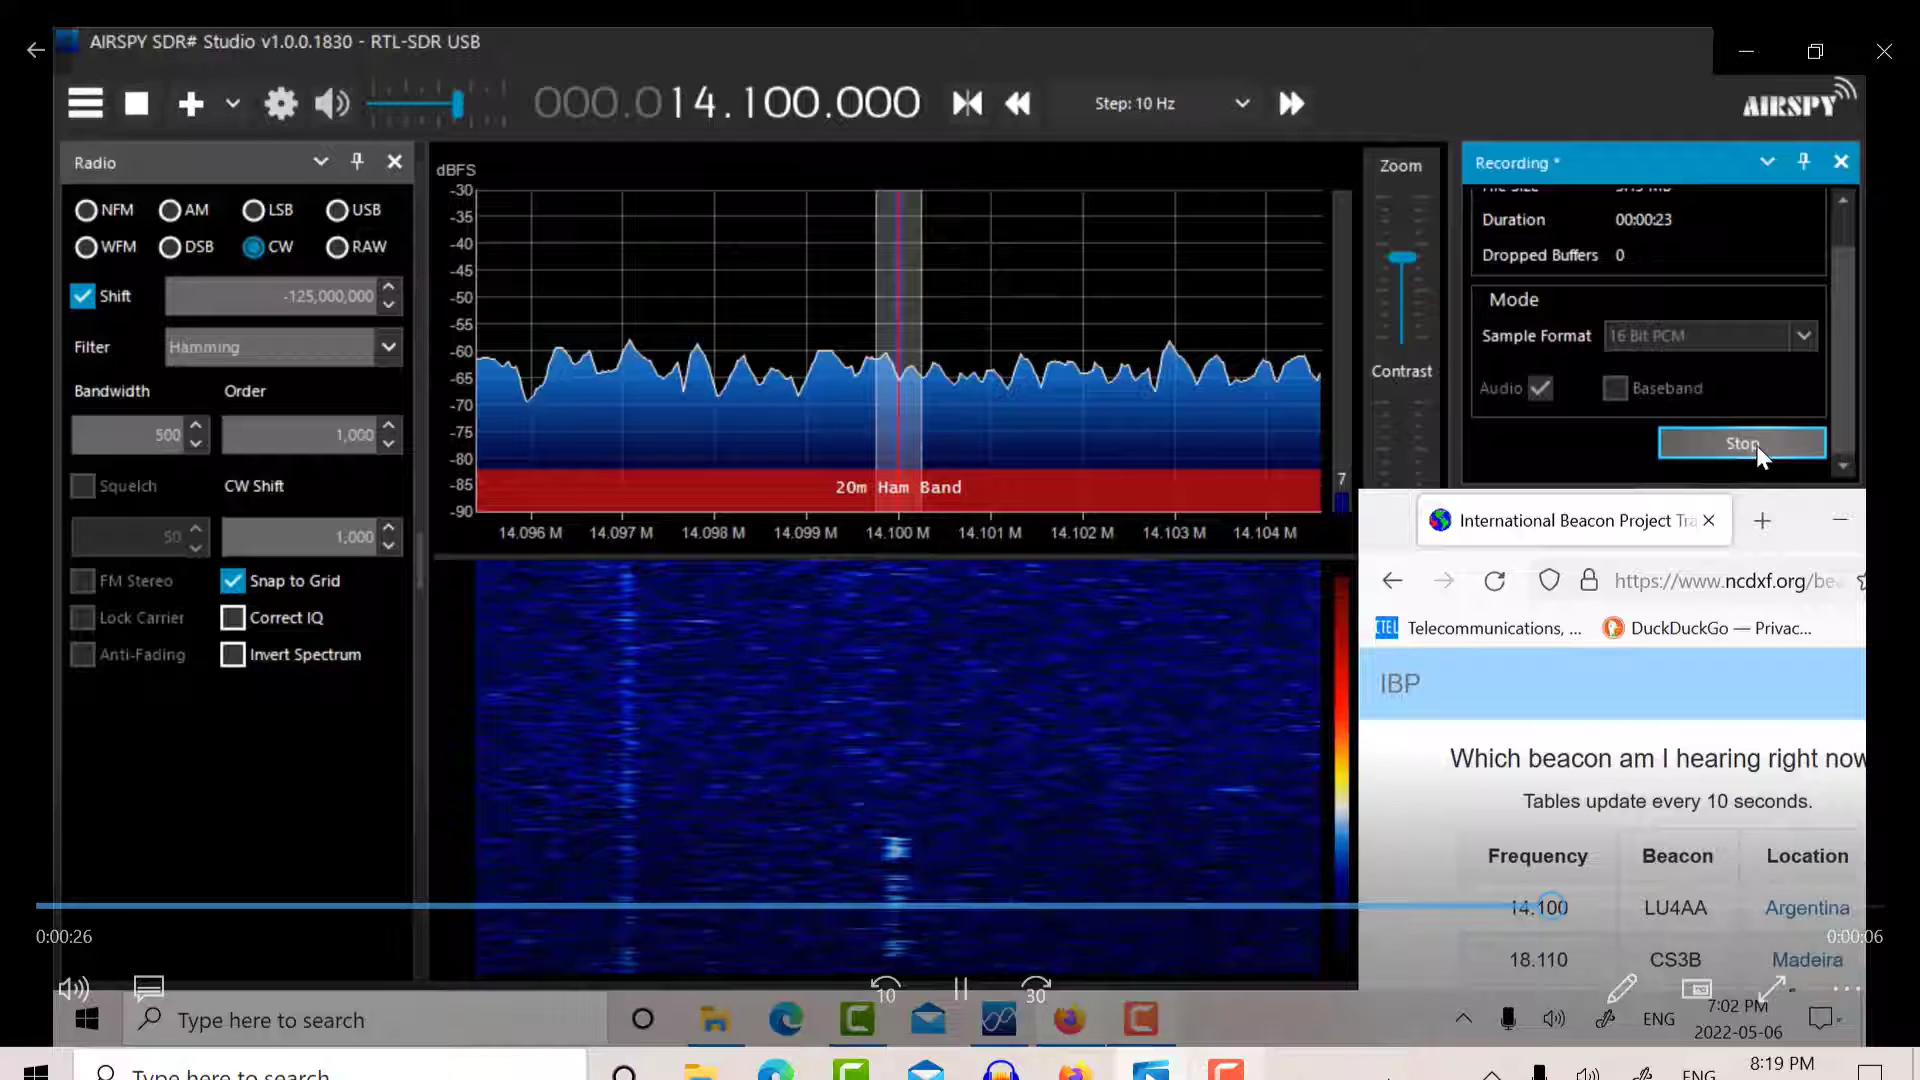 AIRSPY SDR# Studio v1.0.0.1830 - RTL-SDR USB
000.014.100.000
Step: 10 Hz
AIRSPY
Radio
NFM AM LSB USB
WFM DSB CW RAW
Shift -125,000,000
Filter Hamming
Bandwidth Order
500 1,000
Squelch CW Shift
50 1,000
FM Stereo Snap to Grid
Lock Carrier Correct IQ
Anti-Fading Invert Spectrum
dBFS
-30
-35
-40
-45
-50
-55
-60
-65
-70
-75
-80
-85
-90
20m Ham Band
14.096 M 14.097 M 14.098 M 14.099 M 14.100 M 14.101 M 14.102 M 14.103 M 14.104 M
7
Zoom
Contrast
Recording *
Duration 00:00:23
Dropped Buffers 0
Mode
Sample Format 16 Bit PCM
Audio Baseband
Stop
International Beacon Project Tra
https://www.ncdxf.org/bea
CTEL Telecommunications, ... DuckDuckGo — Privac...
IBP
Which beacon am I hearing right now
Tables update every 10 seconds.
Frequency Beacon Location
14.100 LU4AA Argentina
18.110 CS3B Madeira
0:00:26
0:00:06
10 30
Type here to search
ENG
7:02 PM
2022-05-06
Type here to search
ENG
8:19 PM